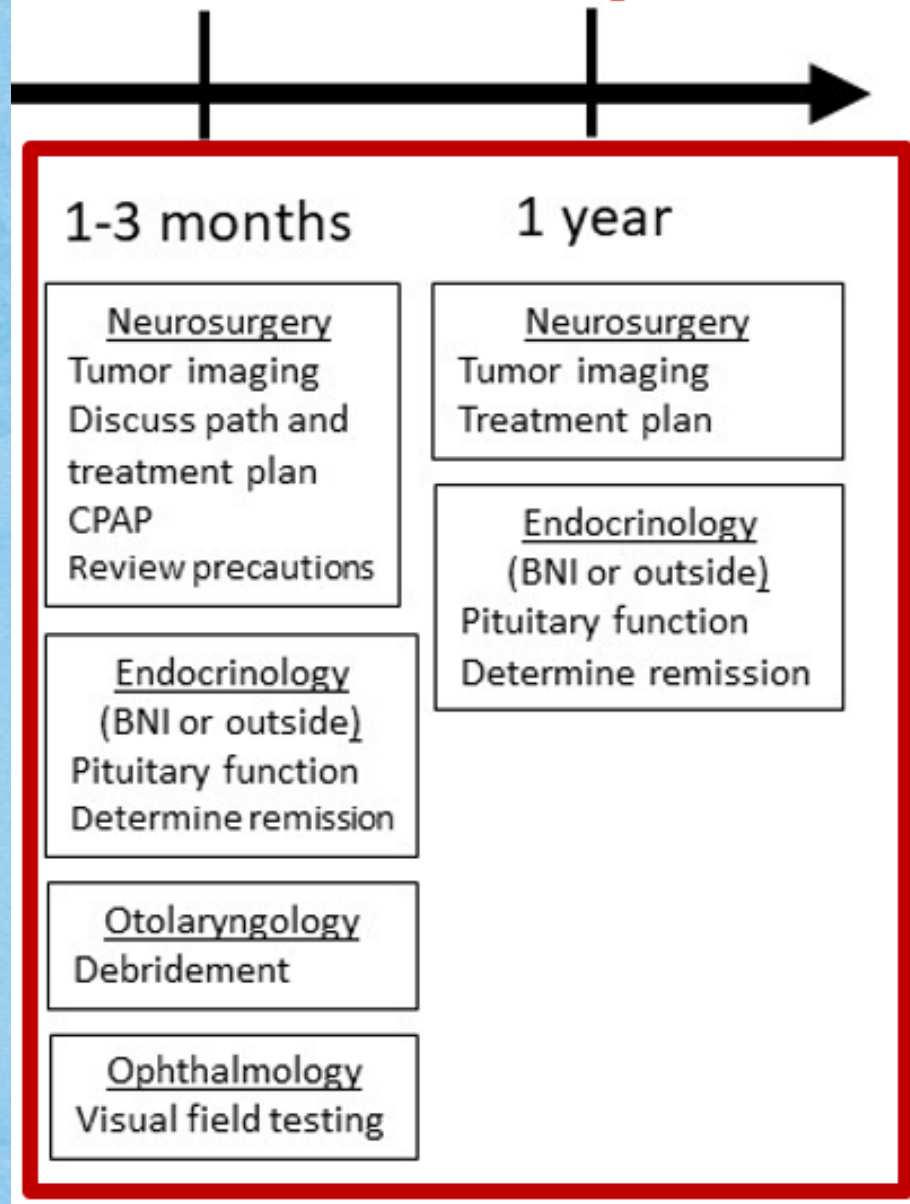 1-3 months
Neurosurgery
Tumor imaging
Discuss path and
treatment plan
CPAP
Review precautions
Endocrinology
(BNI or outside)
Pituitary function
Determine remission
Otolaryngology
Debridement
Ophthalmology
Visual field testing
1 year
Neurosurgery
Tumor imaging
Treatment plan
Endocrinology
(BNI or outside)
Pituitary function
Determine remission